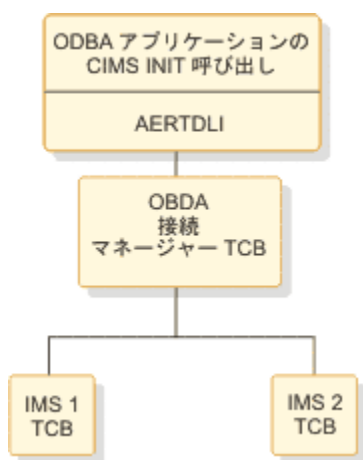 ODBA アプリケーションの
CIMS INIT 呼び出し
AERTDLI
OBDA
接続
マネージャー TCB
IMS 1
TCB
IMS 2
TCB